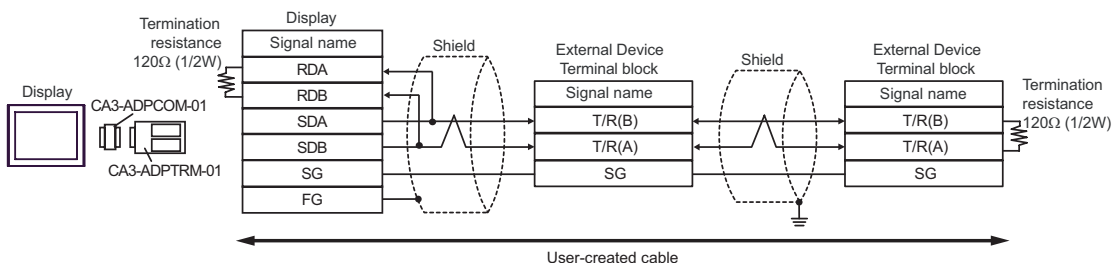 Display
CA3-ADPCOM-01
CA3-ADPTRM-01
Termination
resistance
120Ω (1/2W)
Display
Signal name
RDA
RDB
SDA
SDB
SG
FG
Shield
External Device
Terminal block
Signal name
T/R(B)
T/R(A)
SG
Shield
External Device
Terminal block
Signal name
T/R(B)
T/R(A)
SG
Termination
resistance
120Ω (1/2W)
User-created cable